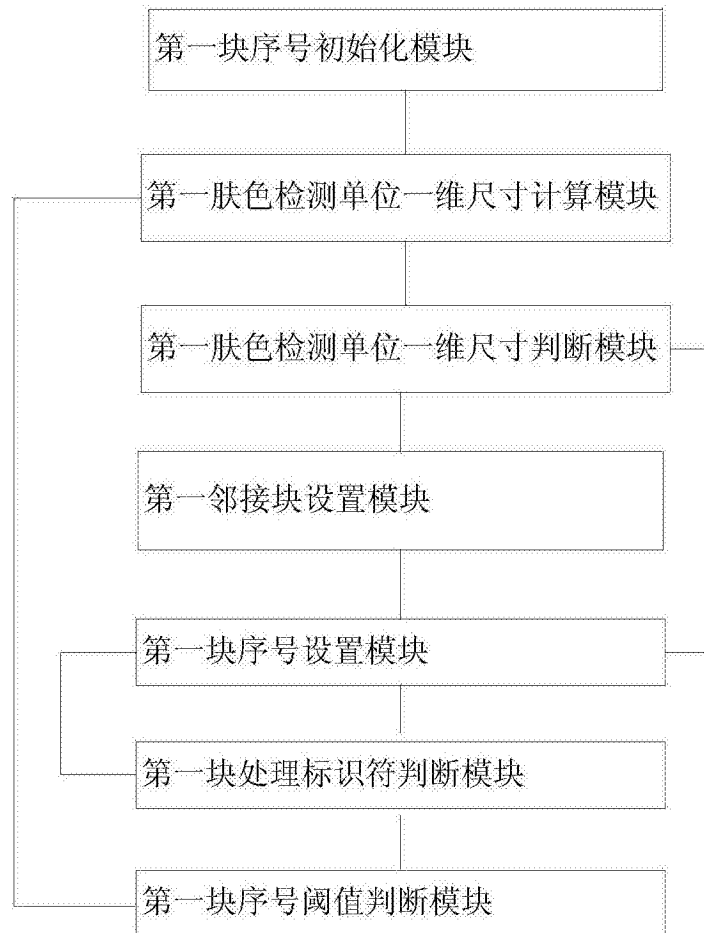 第一块序号初始化模块
第一肤色检测单位一维尺寸计算模块
第一肤色检测单位一维尺寸判断模块
第一邻接块设置模块
第一块序号设置模块
第一块处理标识符判断模块
第一块序号阈值判断模块